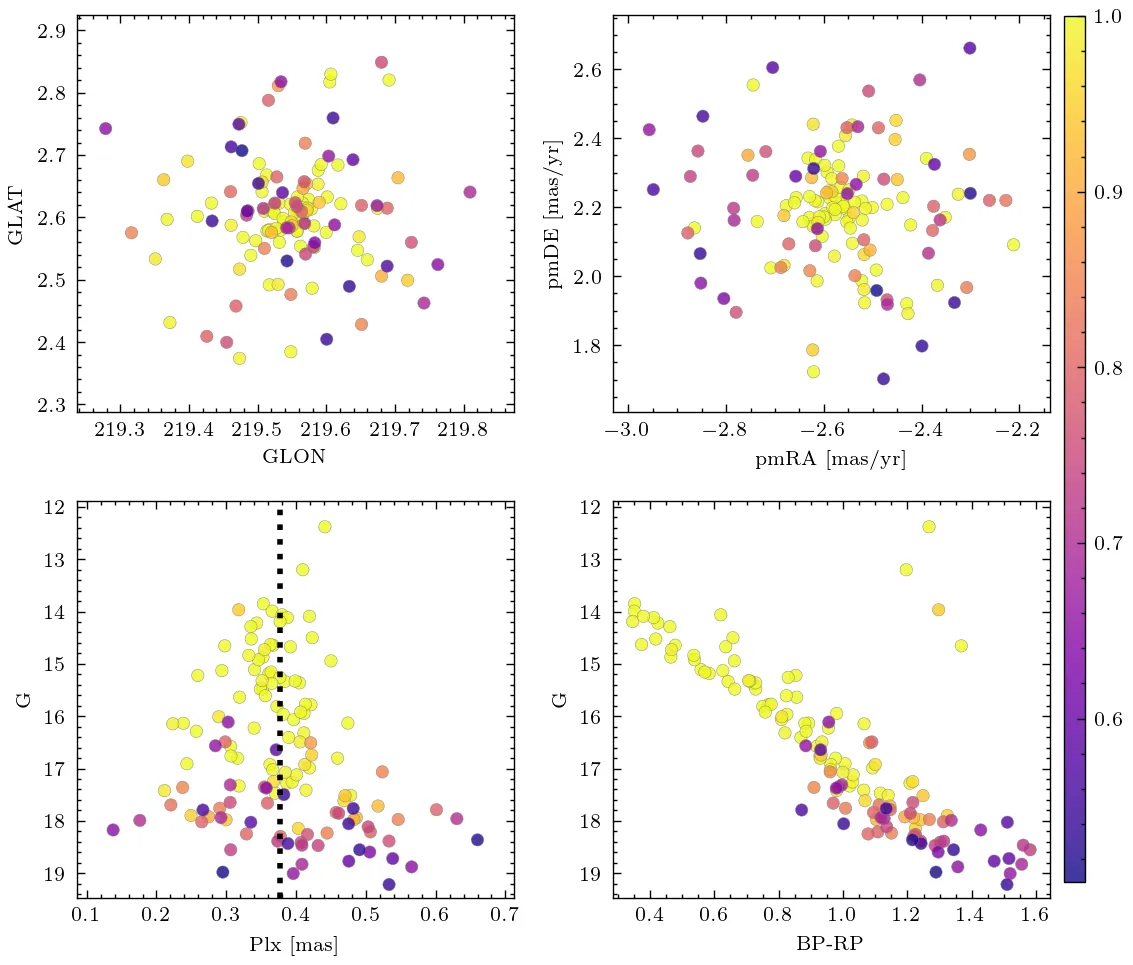 2.9
2.8
2.7
2.6
2.5
2.4
2.3
GLAT
219.3 219.4 219.5 219.6 219.7 219.8
GLON
2.6
2.4
2.2
2.0
1.8
pmDE [mas/yr]
−3.0 −2.8 −2.6 −2.4 −2.2
pmRA [mas/yr]
1.0
0.9
0.8
0.7
0.6
12
13
14
15
16
17
18
19
G
0.1 0.2 0.3 0.4 0.5 0.6 0.7
Plx [mas]
12
13
14
15
16
17
18
19
G
0.4 0.6 0.8 1.0 1.2 1.4 1.6
BP-RP